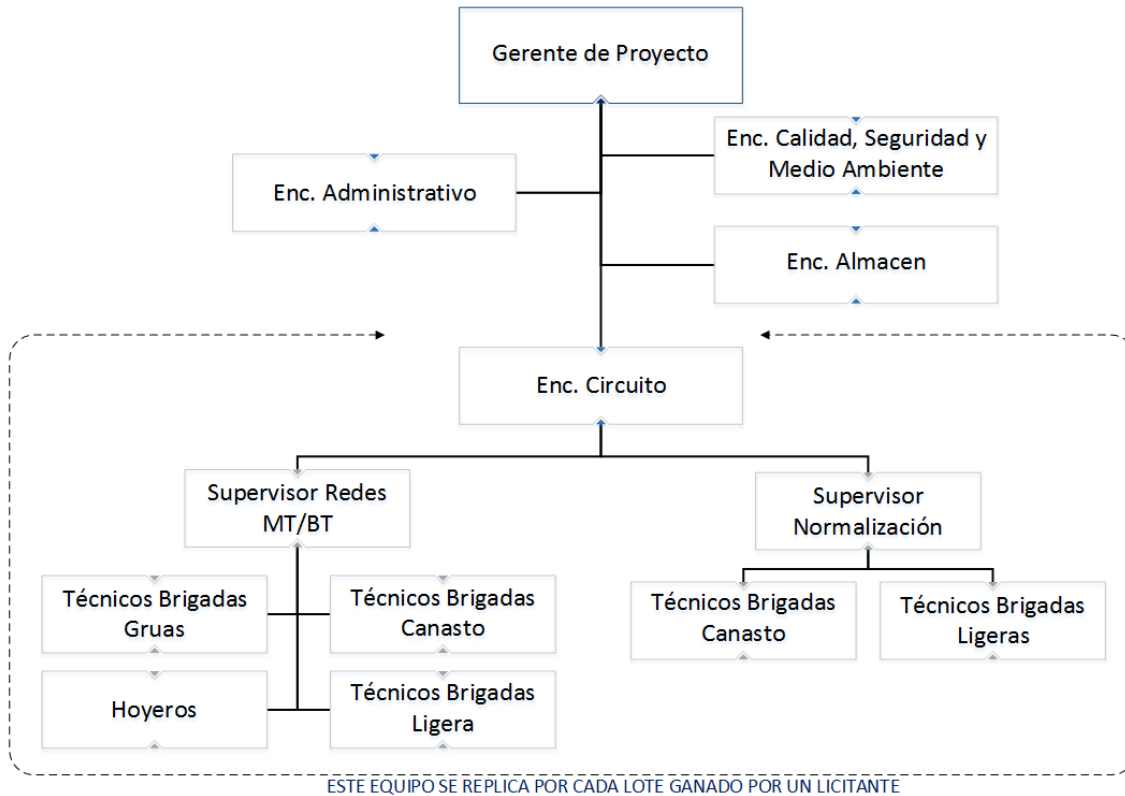 Gerente de Proyecto
Enc. Calidad, Seguridad y
Medio Ambiente
Enc. Administrativo
Enc. Almacen
Enc. Circuito
Supervisor Redes
MT/BT
Supervisor
Normalización
Técnicos Brigadas
Gruas
Técnicos Brigadas
Canasto
Técnicos Brigadas
Canasto
Técnicos Brigadas
Ligeras
Hoyeros
Técnicos Brigadas
Ligera
ESTE EQUIPO SE REPLICA POR CADA LOTE GANADO POR UN LICITANTE